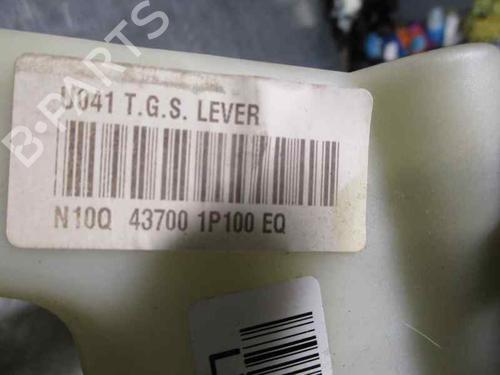 U041 T.G.S. LEVER
N10Q 43700 1P100 EQ
B-PARTS